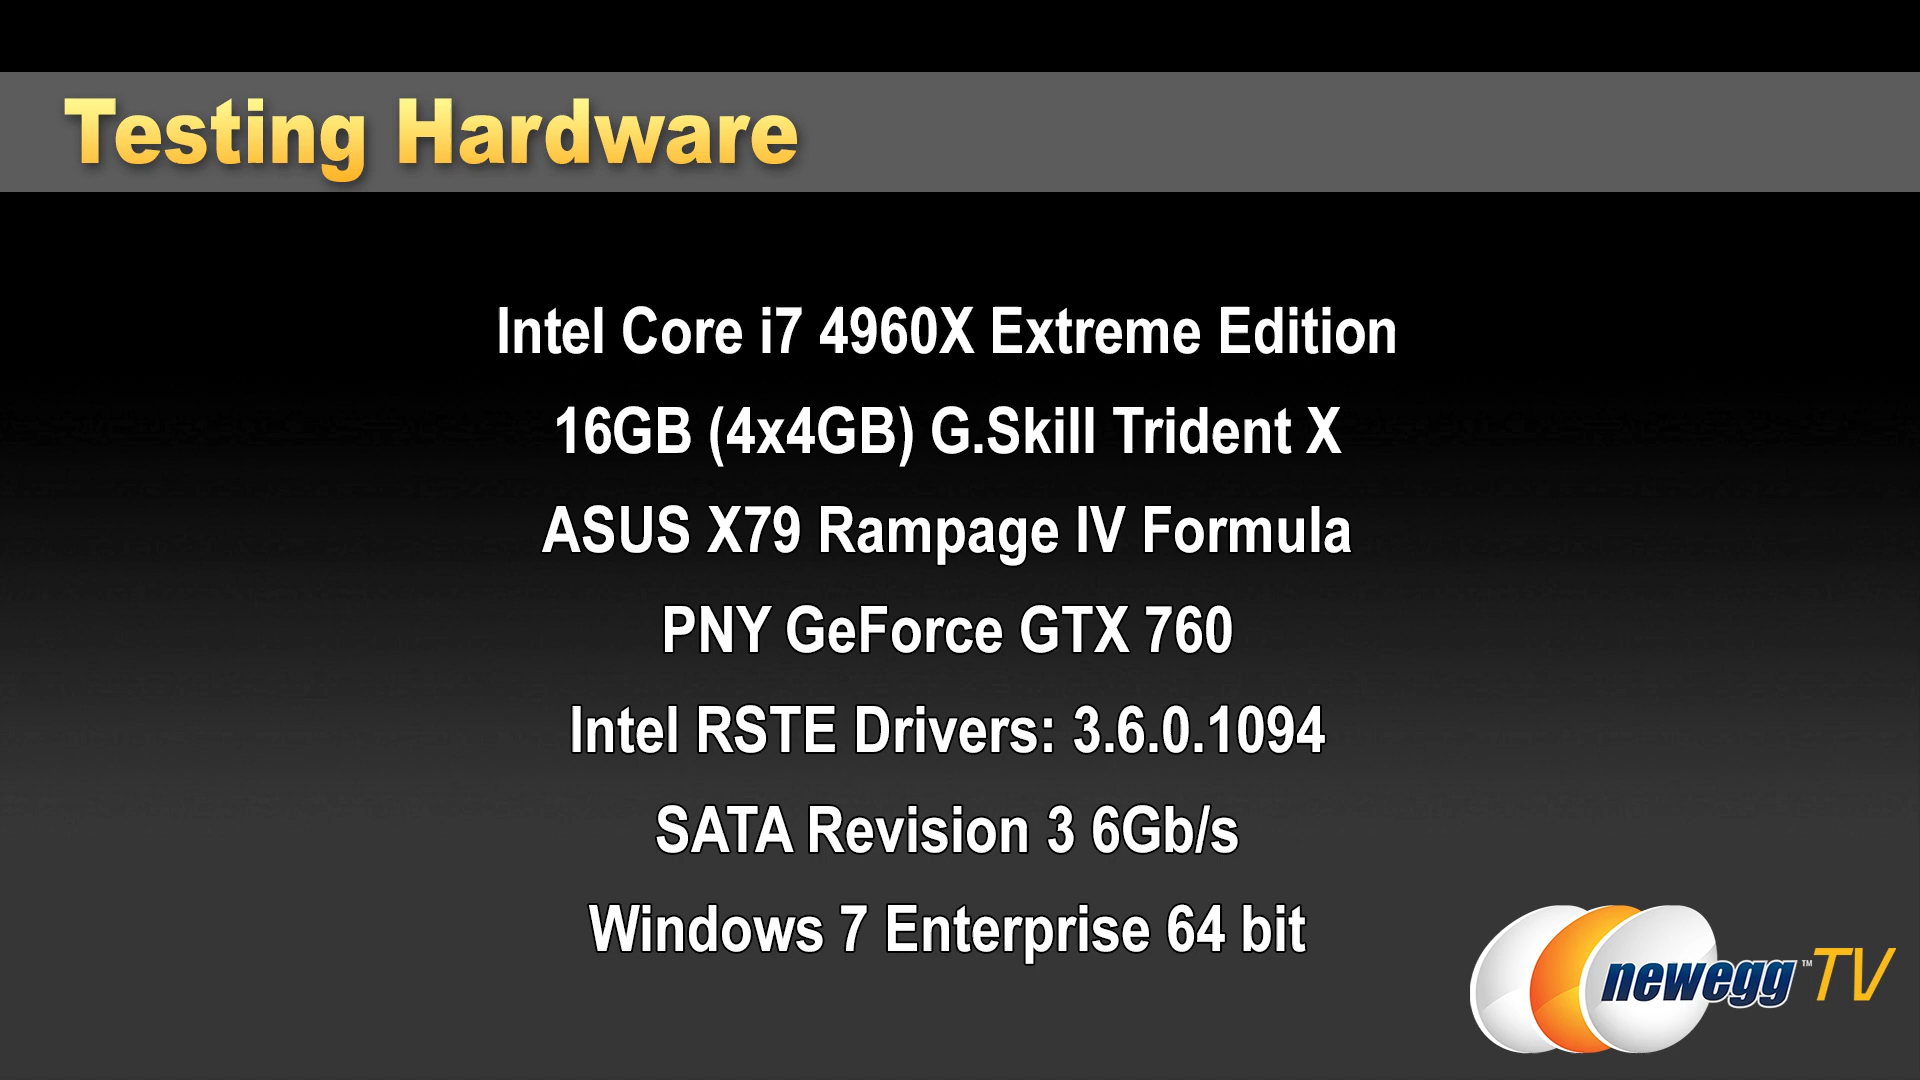 Testing Hardware
Intel Core i7 4960X Extreme Edition
16GB (4x4GB) G.Skill Trident X
ASUS X79 Rampage IV Formula
PNY GeForce GTX 760
Intel RSTE Drivers: 3.6.0.1094
SATA Revision 3 6Gb/s
Windows 7 Enterprise 64 bit
newegg™ TV